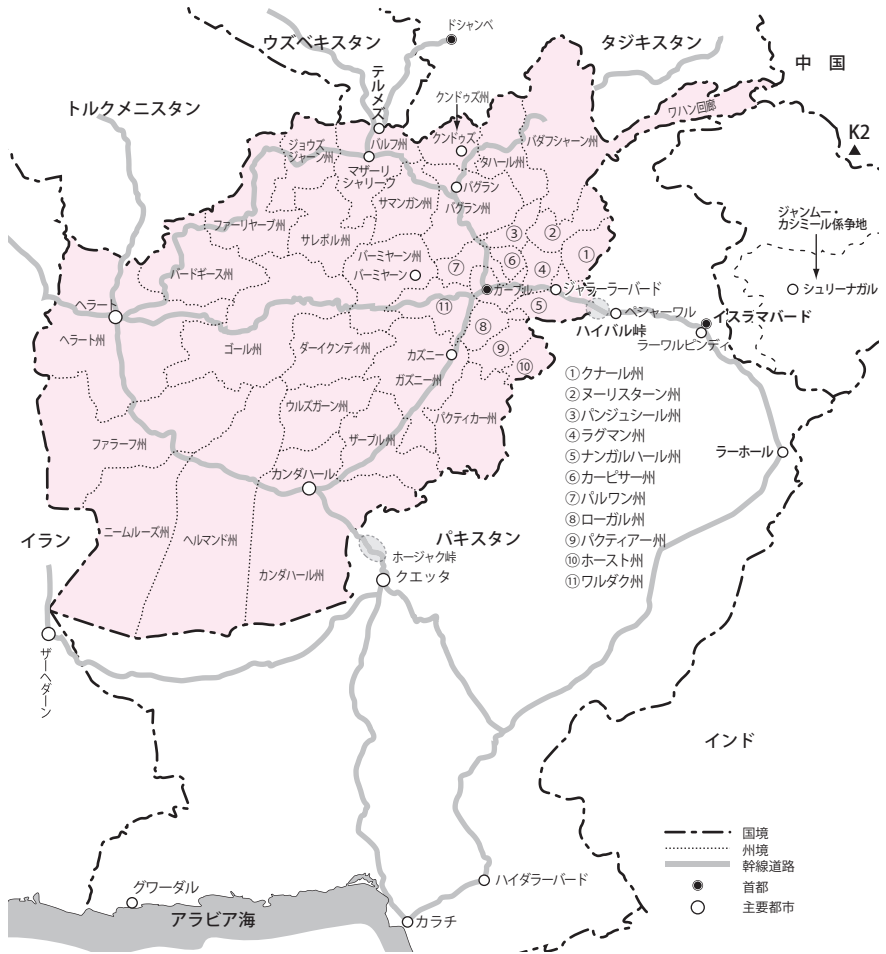 ドシャンベ
ウズベキスタン
タジキスタン
中 国
テルメズ
クンドゥズ州
トルクメニスタン
ワハン回廊
K2
ジョウズ
ジャーン州
バルフ州
クンドゥズ
タハール州
バダフシャーン州
マザーリ
シャリーヴ
バグラン
サマンガン州
バグラン州
ジャンムー・
カシミール係争地
ファーリヤーブ州
サレポル州
③
②
①
バーミヤーン州
バーミヤーン
⑦
⑥
④
バードギース州
シュリーナガル
カーブル
ジャラーラーバード
ヘラート
⑪
⑤
ペシャーワル
イスラマバード
ハイバル峠
ラーワルピンディ
ヘラート州
ゴール州
ダーイクンディ州
カズニー
⑧
⑨
⑩
ガズニー州
①クナール州
②ヌーリスターン州
③パンジュシール州
④ラグマン州
⑤ナンガルハール州
⑥カーピサー州
⑦パルワン州
⑧ローガル州
⑨パクティアー州
⑩ホースト州
⑪ワルダク州
ウルズガーン州
パクティカー州
ファラーフ州
ザーブル州
ラーホール
カンダハール
ニームルーズ州
ヘルマンド州
イラン
パキスタン
ホージャク峠
カンダハール州
クエッタ
ザーヘダーン
インド
国境
州境
幹線道路
首都
主要都市
グワーダル
ハイダラーバード
アラビア海
カラチ